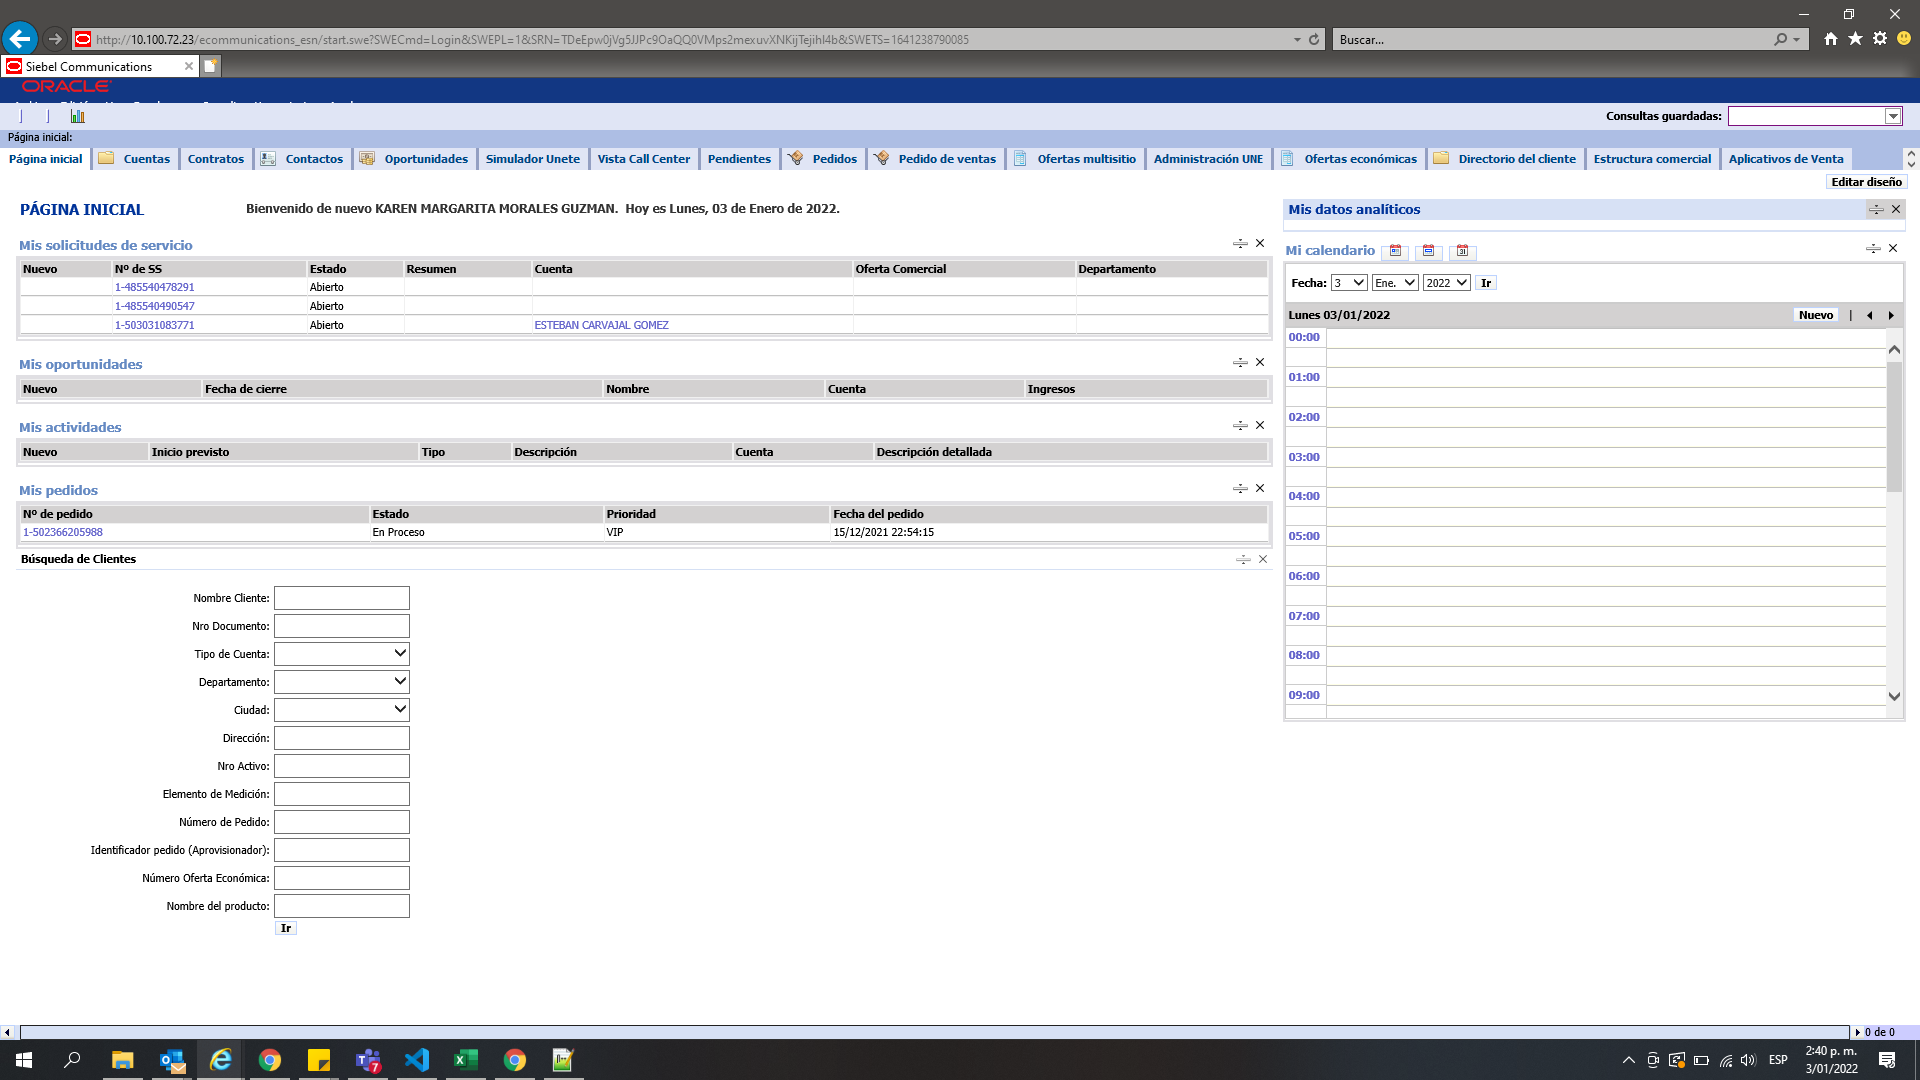 http://10.100.72.23/ecommunications_esn/start.swe?SWECmd=Login&SWEPL=1&SRN=TDeEpw0jVg5JJPc9OaQQ0VMps2mexuvXNKijTejihI4b&SWETS=1641238790085
Buscar...
Siebel Communications
ORACLE
Consultas guardadas:
Página inicial:
Página inicial Cuentas Contratos Contactos Oportunidades Simulador Unete Vista Call Center Pendientes Pedidos Pedido de ventas Ofertas multisitio Administración UNE Ofertas económicas Directorio del cliente Estructura comercial Aplicativos de Venta
Editar diseño
PÁGINA INICIAL
Bienvenido de nuevo KAREN MARGARITA MORALES GUZMAN. Hoy es Lunes, 03 de Enero de 2022.
Mis solicitudes de servicio
Nuevo Nº de SS Estado Resumen Cuenta Oferta Comercial Departamento
1-485540478291 Abierto
1-485540490547 Abierto
1-503031083771 Abierto ESTEBAN CARVAJAL GOMEZ
Mis oportunidades
Nuevo Fecha de cierre Nombre Cuenta Ingresos
Mis actividades
Nuevo Inicio previsto Tipo Descripción Cuenta Descripción detallada
Mis pedidos
Nº de pedido Estado Prioridad Fecha del pedido
1-502366205988 En Proceso VIP 15/12/2021 22:54:15
Búsqueda de Clientes
Nombre Cliente:
Nro Documento:
Tipo de Cuenta:
Departamento:
Ciudad:
Dirección:
Nro Activo:
Elemento de Medición:
Número de Pedido:
Identificador pedido (Aprovisionador):
Número Oferta Económica:
Nombre del producto:
Ir
Mis datos analíticos
Mi calendario
31
Fecha: 3 Ene. 2022 Ir
Lunes 03/01/2022 Nuevo |
00:00
01:00
02:00
03:00
04:00
05:00
06:00
07:00
08:00
09:00
0 de 0
7
ESP
2:40 p. m.
3/01/2022